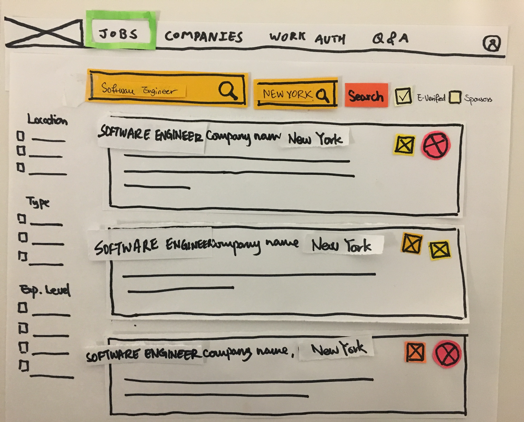 JOBS COMPANIES WORK AUTH Q&A
Software Engineer NEW YORK Search E-Verified Sponsors
Location
SOFTWARE ENGINEER Company name New York
Type
SOFTWARE ENGINEER Company name New York
Exp. Level
SOFTWARE ENGINEER Company name, New York